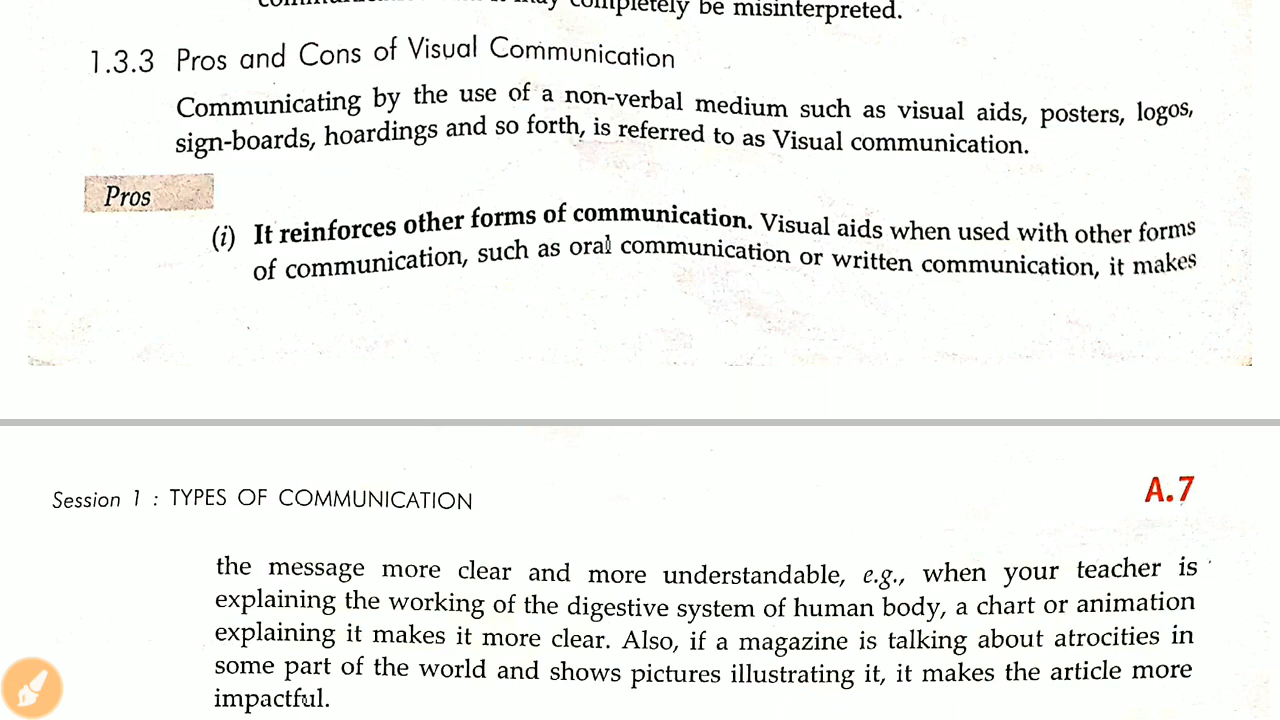 completely be misinterpreted.
1.3.3 Pros and Cons of Visual Communication
Communicating by the use of a non-verbal medium such as visual aids, posters, logos,
sign-boards, hoardings and so forth, is referred to as Visual communication.
Pros
(i) It reinforces other forms of communication. Visual aids when used with other forms
of communication, such as oral communication or written communication, it makes
Session 1 : TYPES OF COMMUNICATION
A.7
the message more clear and more understandable, e.g., when your teacher is
explaining the working of the digestive system of human body, a chart or animation
explaining it makes it more clear. Also, if a magazine is talking about atrocities in
some part of the world and shows pictures illustrating it, it makes the article more
impactful.